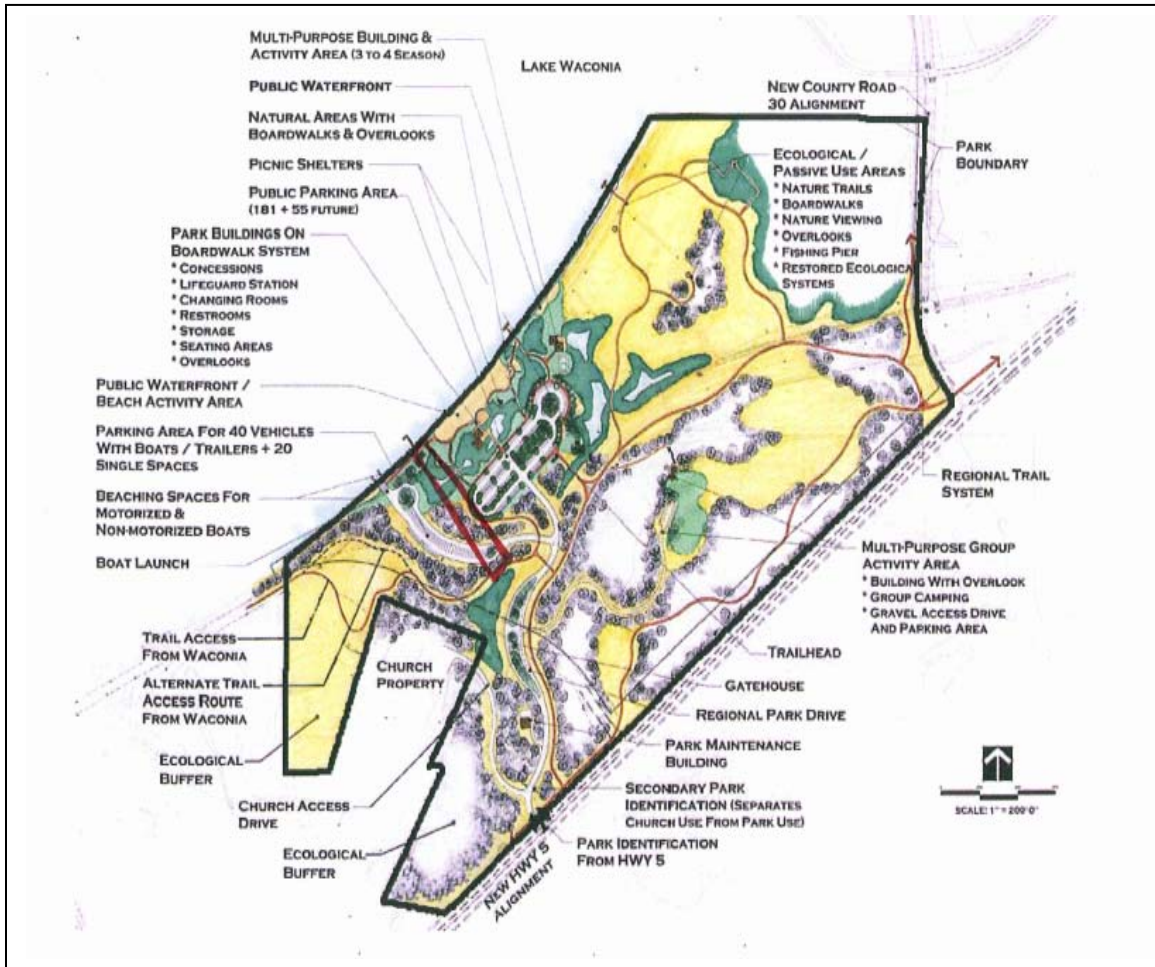 MULTI-PURPOSE BUILDING &
ACTIVITY AREA (3 TO 4 SEASON)
PUBLIC WATERFRONT
NATURAL AREAS WITH
BOARDWALKS & OVERLOOKS
PICNIC SHELTERS
PUBLIC PARKING AREA
(181 + 55 FUTURE)
PARK BUILDINGS ON
BOARDWALK SYSTEM
* CONCESSIONS
* LIFEGUARD STATION
* CHANGING ROOMS
* RESTROOMS
* STORAGE
* SEATING AREAS
* OVERLOOKS
PUBLIC WATERFRONT /
BEACH ACTIVITY AREA
PARKING AREA FOR 40 VEHICLES
WITH BOATS / TRAILERS + 20
SINGLE SPACES
BEACHING SPACES FOR
MOTORIZED &
NON-MOTORIZED BOATS
BOAT LAUNCH
TRAIL ACCESS
FROM WACONIA
ALTERNATE TRAIL
ACCESS ROUTE
FROM WACONIA
ECOLOGICAL
BUFFER
CHURCH ACCESS
DRIVE
ECOLOGICAL
BUFFER
CHURCH
PROPERTY
LAKE WACONIA
NEW COUNTY ROAD
30 ALIGNMENT
PARK
BOUNDARY
ECOLOGICAL /
PASSIVE USE AREAS
* NATURE TRAILS
* BOARDWALKS
* NATURE VIEWING
* OVERLOOKS
* FISHING PIER
* RESTORED ECOLOGICAL
SYSTEMS
REGIONAL TRAIL
SYSTEM
MULTI-PURPOSE GROUP
ACTIVITY AREA
* BUILDING WITH OVERLOOK
* GROUP CAMPING
* GRAVEL ACCESS DRIVE
AND PARKING AREA
TRAILHEAD
GATEHOUSE
REGIONAL PARK DRIVE
PARK MAINTENANCE
BUILDING
SECONDARY PARK
IDENTIFICATION (SEPARATES
CHURCH USE FROM PARK USE)
PARK IDENTIFICATION
FROM HWY 5
NEW HWY 5
ALIGNMENT
SCALE: 1" = 200'0"